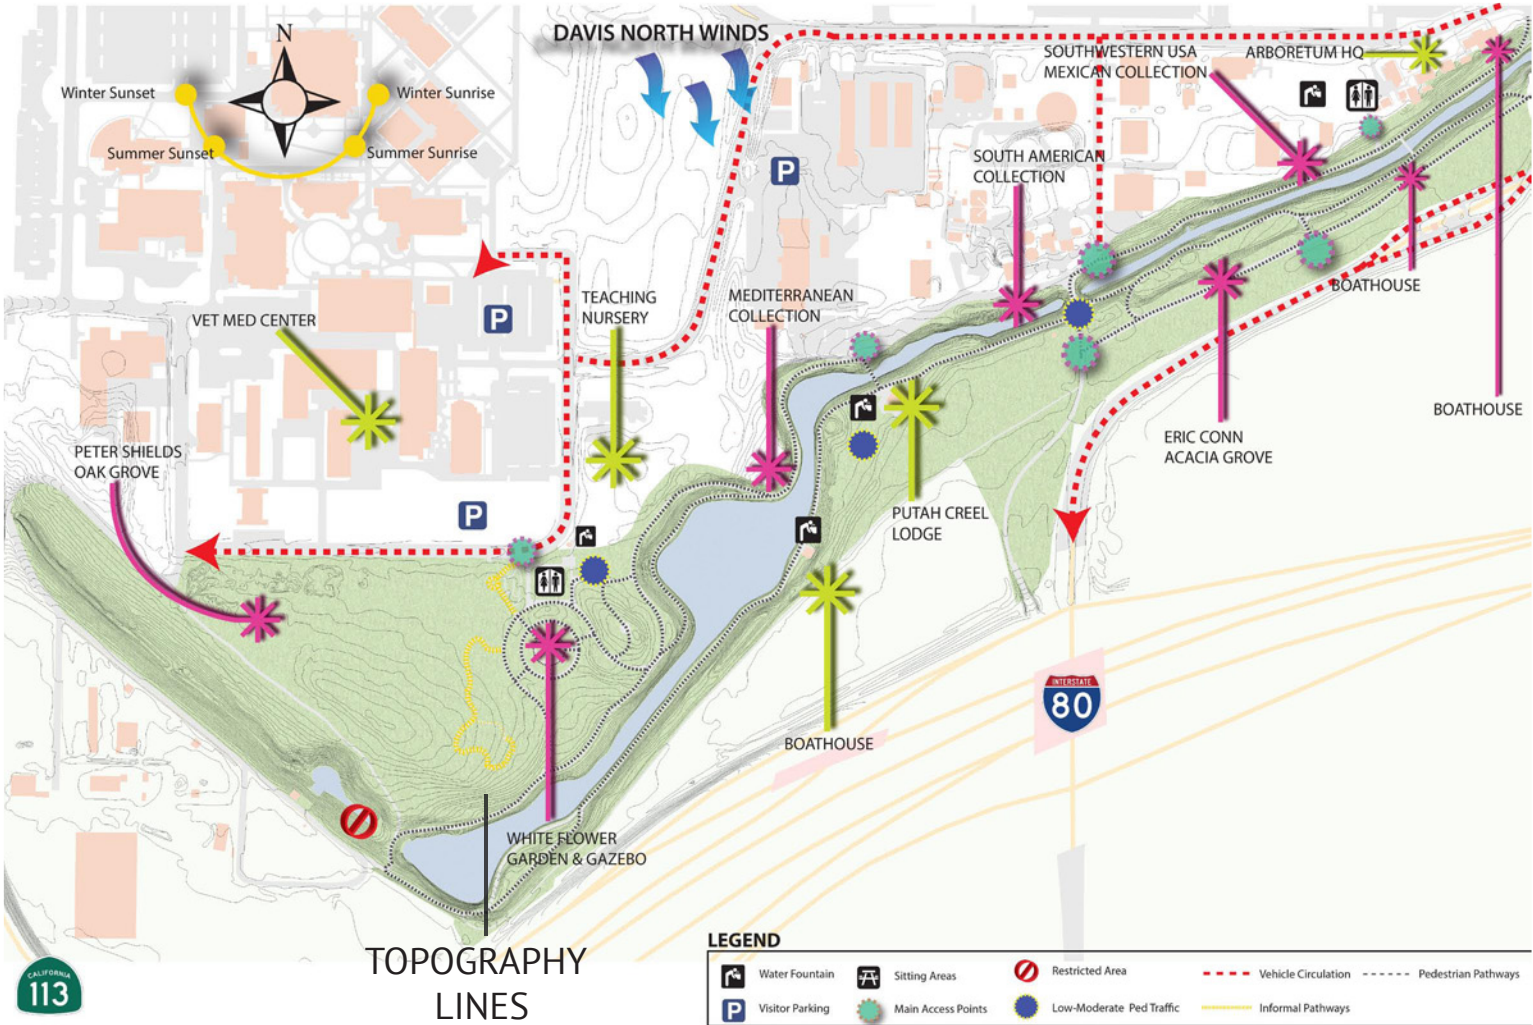 DAVIS NORTH WINDS
N
Winter Sunset
Winter Sunrise
Summer Sunset
Summer Sunrise
SOUTHWESTERN USA
MEXICAN COLLECTION
ARBORETUM HQ
P
SOUTH AMERICAN
COLLECTION
BOATHOUSE
TEACHING
NURSERY
MEDITERRANEAN
COLLECTION
VET MED CENTER
P
BOATHOUSE
ERIC CONN
ACACIA GROVE
PETER SHIELDS
OAK GROVE
P
PUTAH CREEL
LODGE
INTERSTATE
80
BOATHOUSE
WHITE FLOWER
GARDEN & GAZEBO
TOPOGRAPHY
LINES
CALIFORNIA
113
LEGEND
Water Fountain
Sitting Areas
Restricted Area
Vehicle Circulation
Pedestrian Pathways
P
Visitor Parking
Main Access Points
Low-Moderate Ped Traffic
Informal Pathways